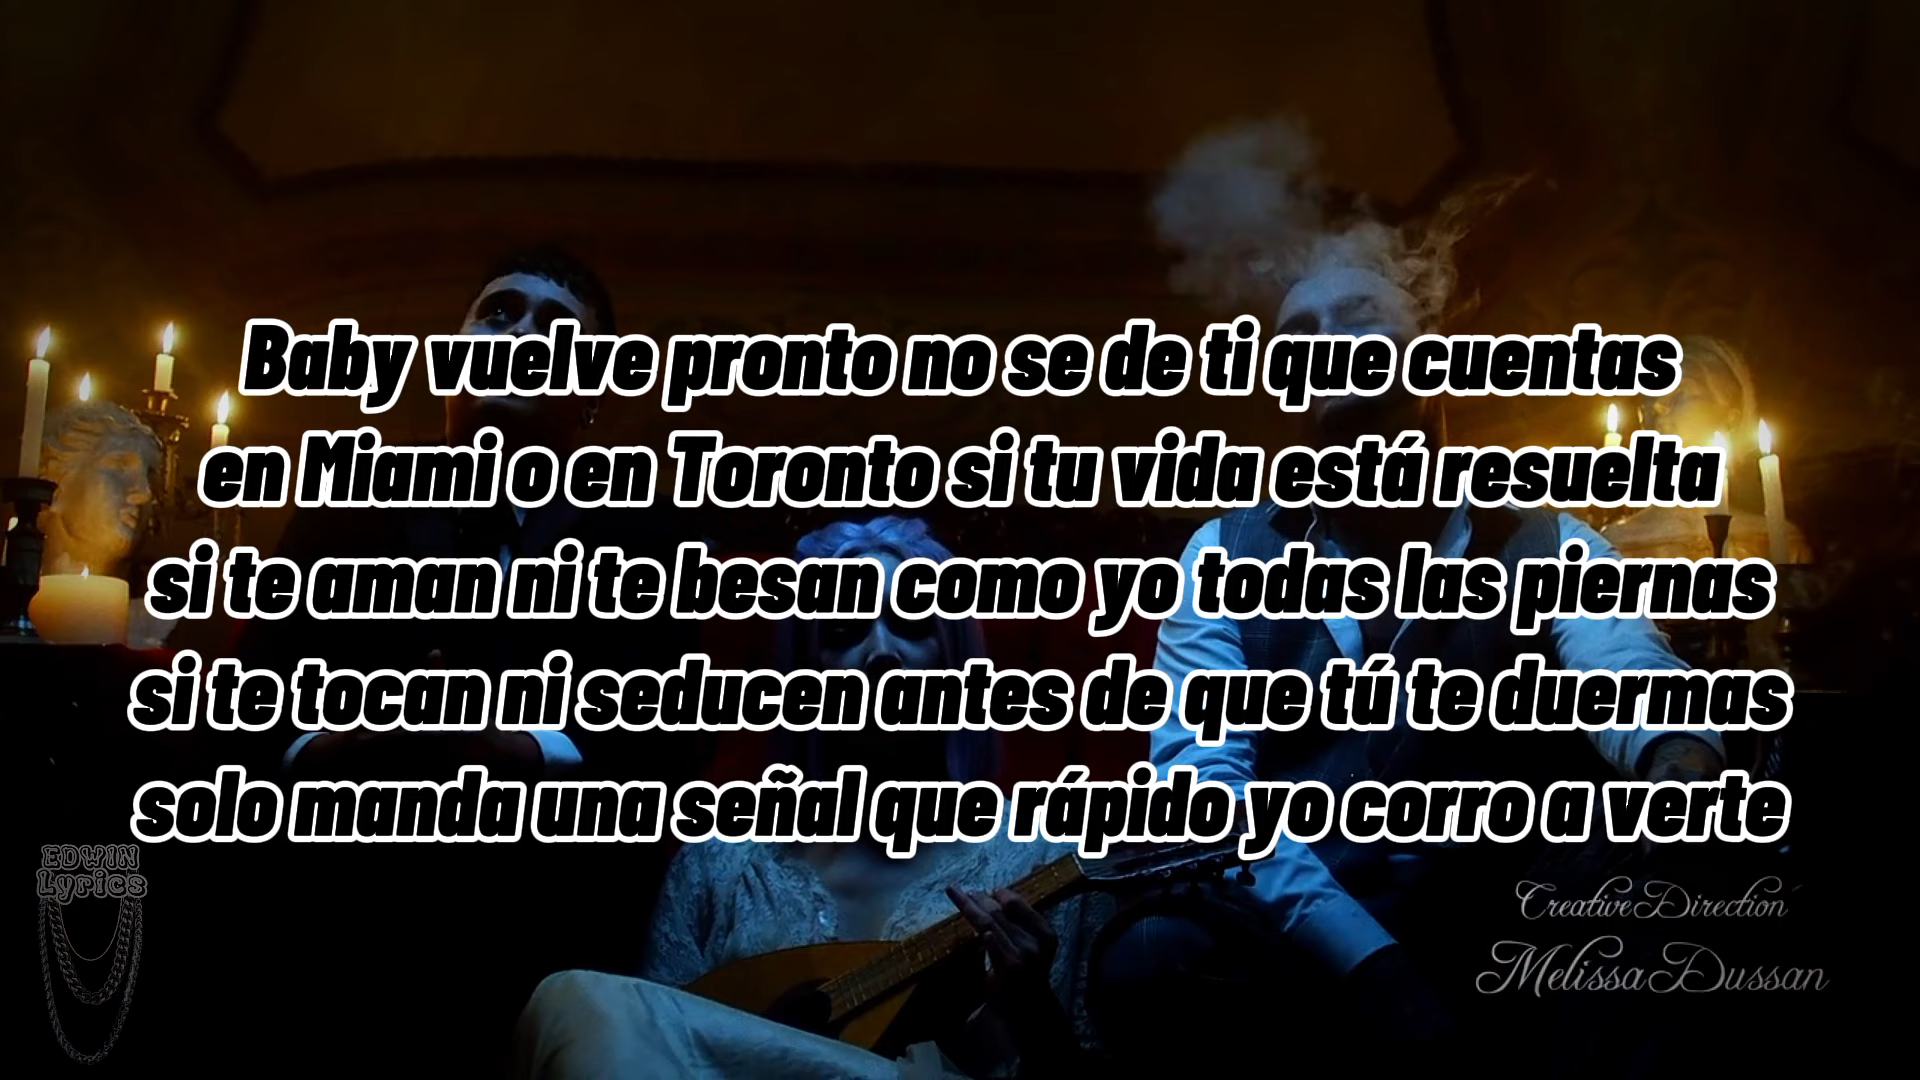 Baby vuelve pronto no se de ti que cuentas
en Miami o en Toronto si tu vida está resuelta
si te aman ni te besan como yo todas las piernas
si te tocan ni seducen antes de que tú te duermas
solo manda una señal que rápido yo corro a verte
EDWIN
Lyrics
Creative Direction
Melissa Dussan